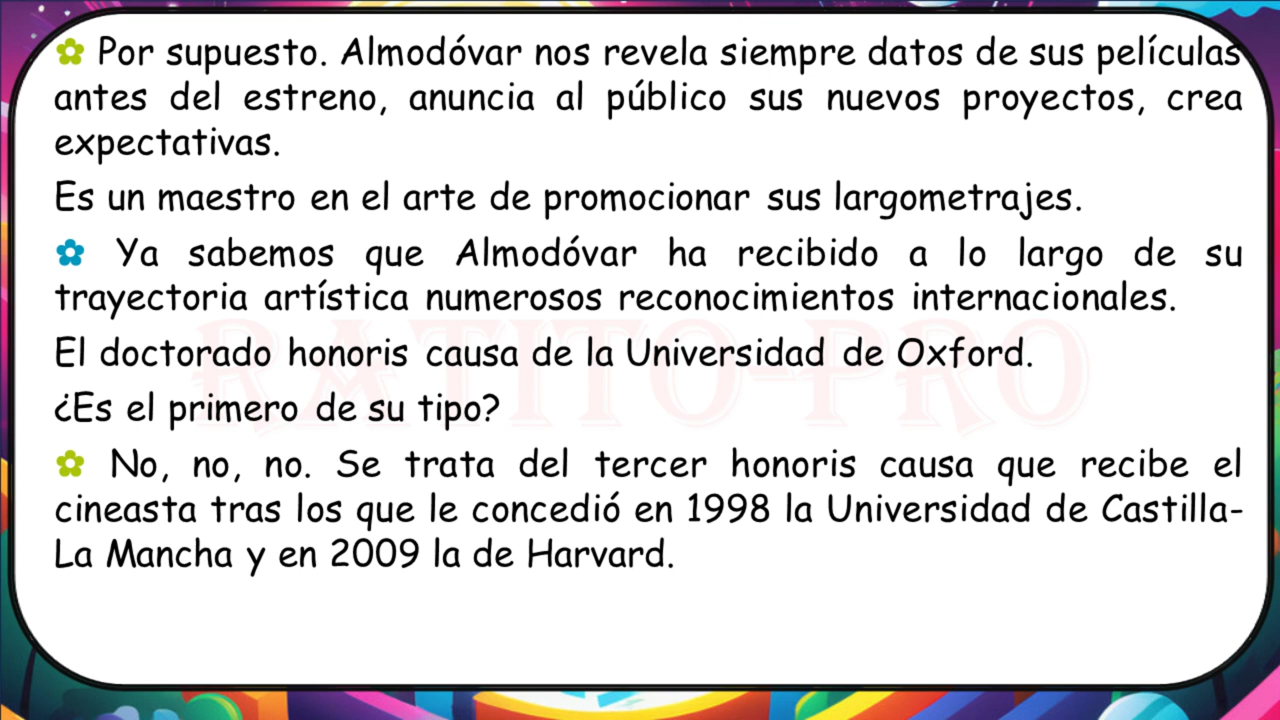 Por supuesto. Almodóvar nos revela siempre datos de sus películas
antes del estreno, anuncia al público sus nuevos proyectos, crea
expectativas.
Es un maestro en el arte de promocionar sus largometrajes.
Ya sabemos que Almodóvar ha recibido a lo largo de su
trayectoria artística numerosos reconocimientos internacionales.
El doctorado honoris causa de la Universidad de Oxford.
¿Es el primero de su tipo?
No, no, no. Se trata del tercer honoris causa que recibe el
cineasta tras los que le concedió en 1998 la Universidad de Castilla-
La Mancha y en 2009 la de Harvard.
RATITO-PRO